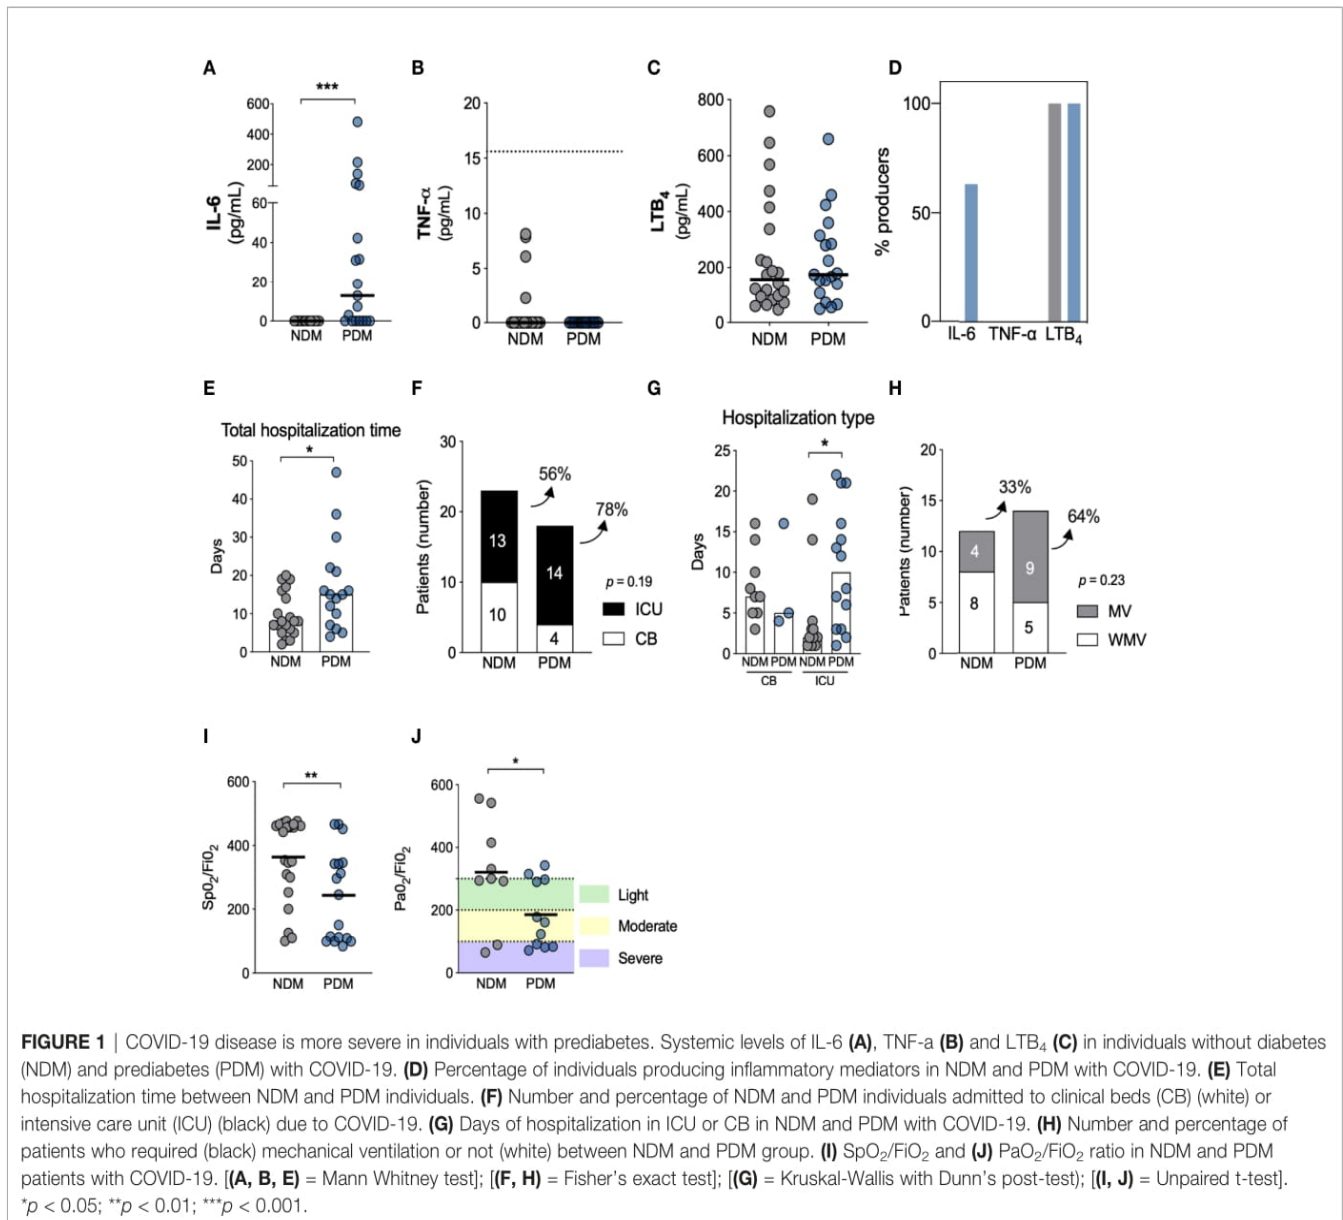 A
***
IL-6
(pg/mL)
600
400
200
60
40
20
0
NDM PDM
B
TNF-α
(pg/mL)
20
15
10
5
0
NDM PDM
C
LTB4
(pg/mL)
800
600
400
200
0
NDM PDM
D
% producers
100
50
0
IL-6 TNF-α LTB4
E
Total hospitalization time
*
Days
50
40
30
20
10
0
NDM PDM
F
Patients (number)
30
20
10
0
56%
78%
13
14
10
4
p = 0.19
ICU
CB
NDM PDM
G
Hospitalization type
*
Days
25
20
15
10
5
0
NDM PDM NDM PDM
CB ICU
H
Patients (number)
20
15
10
5
0
33%
64%
4
9
8
5
p = 0.23
MV
WMV
NDM PDM
I
**
Sp02/Fi02
600
400
200
0
NDM PDM
J
*
Pa02/Fi02
600
400
200
0
Light
Moderate
Severe
NDM PDM
FIGURE 1 | COVID-19 disease is more severe in individuals with prediabetes. Systemic levels of IL-6 (A), TNF-a (B) and LTB4 (C) in individuals without diabetes
(NDM) and prediabetes (PDM) with COVID-19. (D) Percentage of individuals producing inflammatory mediators in NDM and PDM with COVID-19. (E) Total
hospitalization time between NDM and PDM individuals. (F) Number and percentage of NDM and PDM individuals admitted to clinical beds (CB) (white) or
intensive care unit (ICU) (black) due to COVID-19. (G) Days of hospitalization in ICU or CB in NDM and PDM with COVID-19. (H) Number and percentage of
patients who required (black) mechanical ventilation or not (white) between NDM and PDM group. (I) SpO2/FiO2 and (J) PaO2/FiO2 ratio in NDM and PDM
patients with COVID-19. [(A, B, E) = Mann Whitney test]; [(F, H) = Fisher's exact test]; [(G) = Kruskal-Wallis with Dunn's post-test); [(I, J) = Unpaired t-test].
*p < 0.05; **p < 0.01; ***p < 0.001.